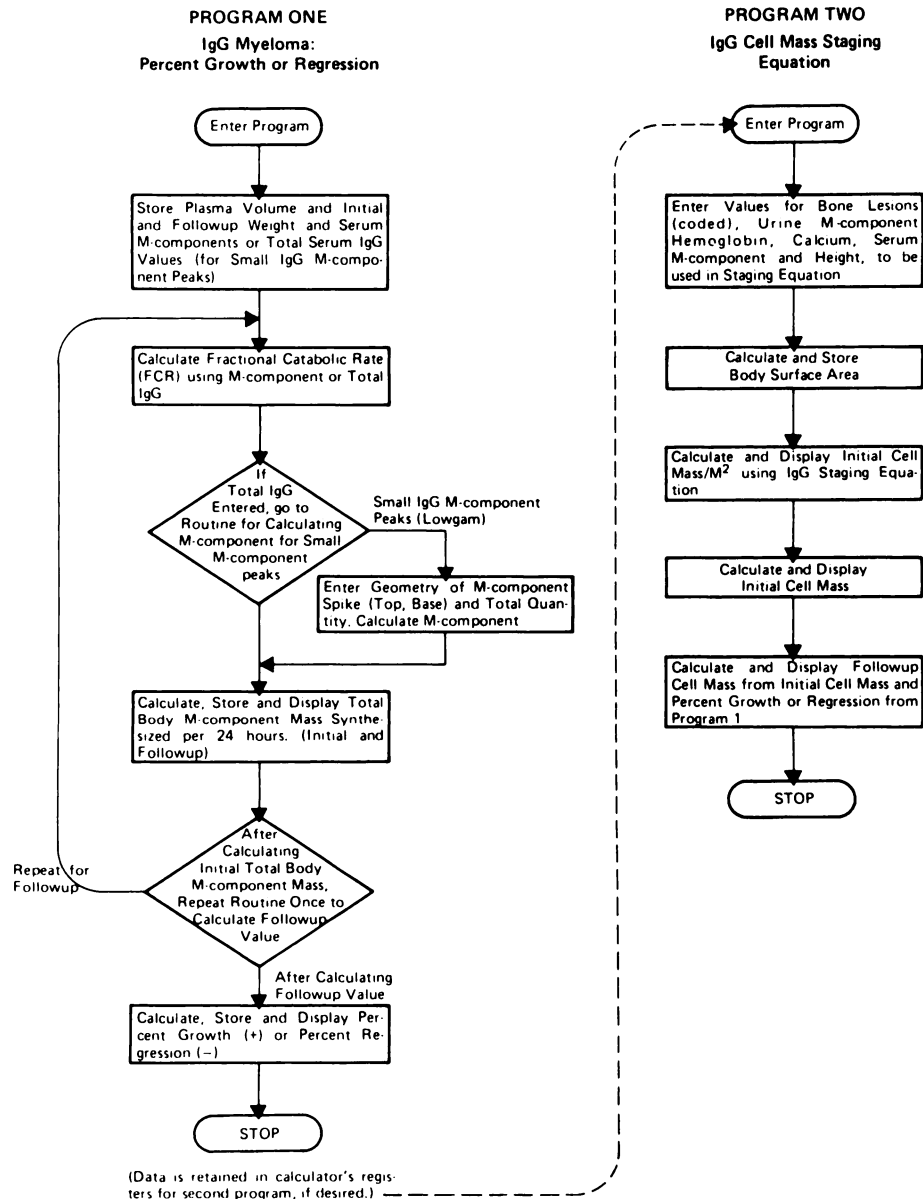 PROGRAM ONE
IgG Myeloma:
Percent Growth or Regression
Enter Program
Store Plasma Volume and Initial
and Followup Weight and Serum
M-components or Total Serum IgG
Values (for Small IgG M-compo-
nent Peaks)
Calculate Fractional Catabolic Rate
(FCR) using M-component or Total
IgG
If
Total IgG
Entered, go to
Routine for Calculating
M-component for Small
M-component
peaks
Small IgG M-component
Peaks (Lowgam)
Enter Geometry of M-component
Spike (Top, Base) and Total Quan-
tity. Calculate M-component
Calculate, Store and Display Total
Body M-component Mass Synthe-
sized per 24 hours. (Initial and
Followup)
After
Calculating
Initial Total Body
M-component Mass,
Repeat Routine Once to
Calculate Followup
Value
Repeat for
Followup
After Calculating
Followup Value
Calculate, Store and Display Per-
cent Growth (+) or Percent Re-
gression (−)
STOP
(Data is retained in calculator's regis-
ters for second program, if desired.)
PROGRAM TWO
IgG Cell Mass Staging
Equation
Enter Program
Enter Values for Bone Lesions
(coded), Urine M-component
Hemoglobin, Calcium, Serum
M-component and Height, to be
used in Staging Equation
Calculate and Store
Body Surface Area
Calculate and Display Initial Cell
Mass/M² using IgG Staging Equa-
tion
Calculate and Display
Initial Cell Mass
Calculate and Display Followup
Cell Mass from Initial Cell Mass and
Percent Growth or Regression from
Program 1
STOP